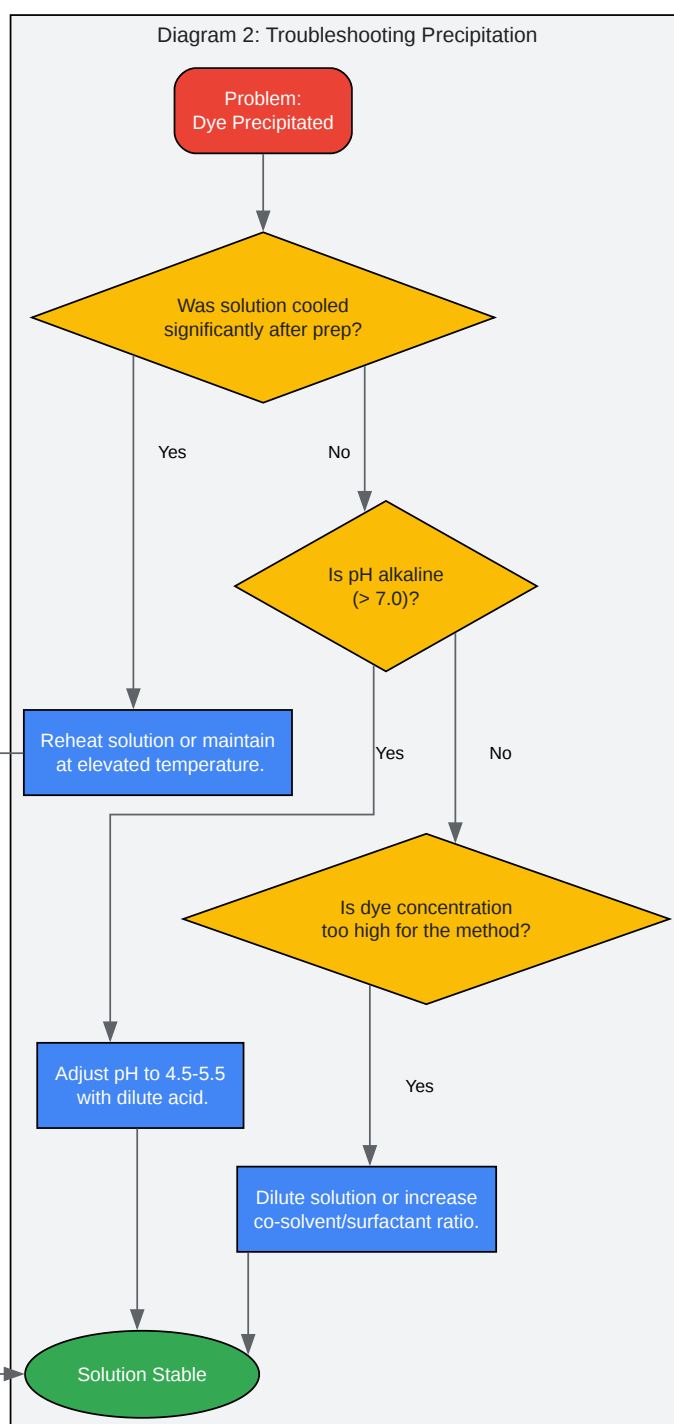 Diagram 2: Troubleshooting Precipitation
Problem:
Dye Precipitated
Was solution cooled
significantly after prep?
Yes
No
Is pH alkaline
(> 7.0)?
Reheat solution or maintain
at elevated temperature.
Yes
No
Is dye concentration
too high for the method?
Adjust pH to 4.5-5.5
with dilute acid.
Yes
Dilute solution or increase
co-solvent/surfactant ratio.
Solution Stable